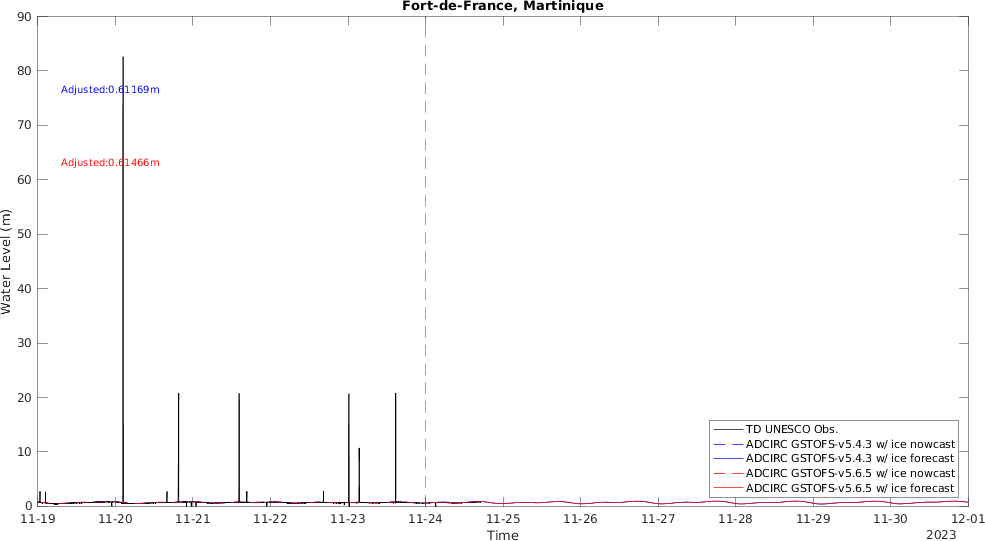 Fort-de-France, Martinique
90
80
70
60
50
40
30
20
10
0
Water Level (m)
Adjusted:0.61169m
Adjusted:0.61466m
TD UNESCO Obs.
ADCIRC GSTOFS-v5.4.3 w/ ice nowcast
ADCIRC GSTOFS-v5.4.3 w/ ice forecast
ADCIRC GSTOFS-v5.6.5 w/ ice nowcast
ADCIRC GSTOFS-v5.6.5 w/ ice forecast
11-19 11-20 11-21 11-22 11-23 11-24 11-25 11-26 11-27 11-28 11-29 11-30 12-01
Time
2023